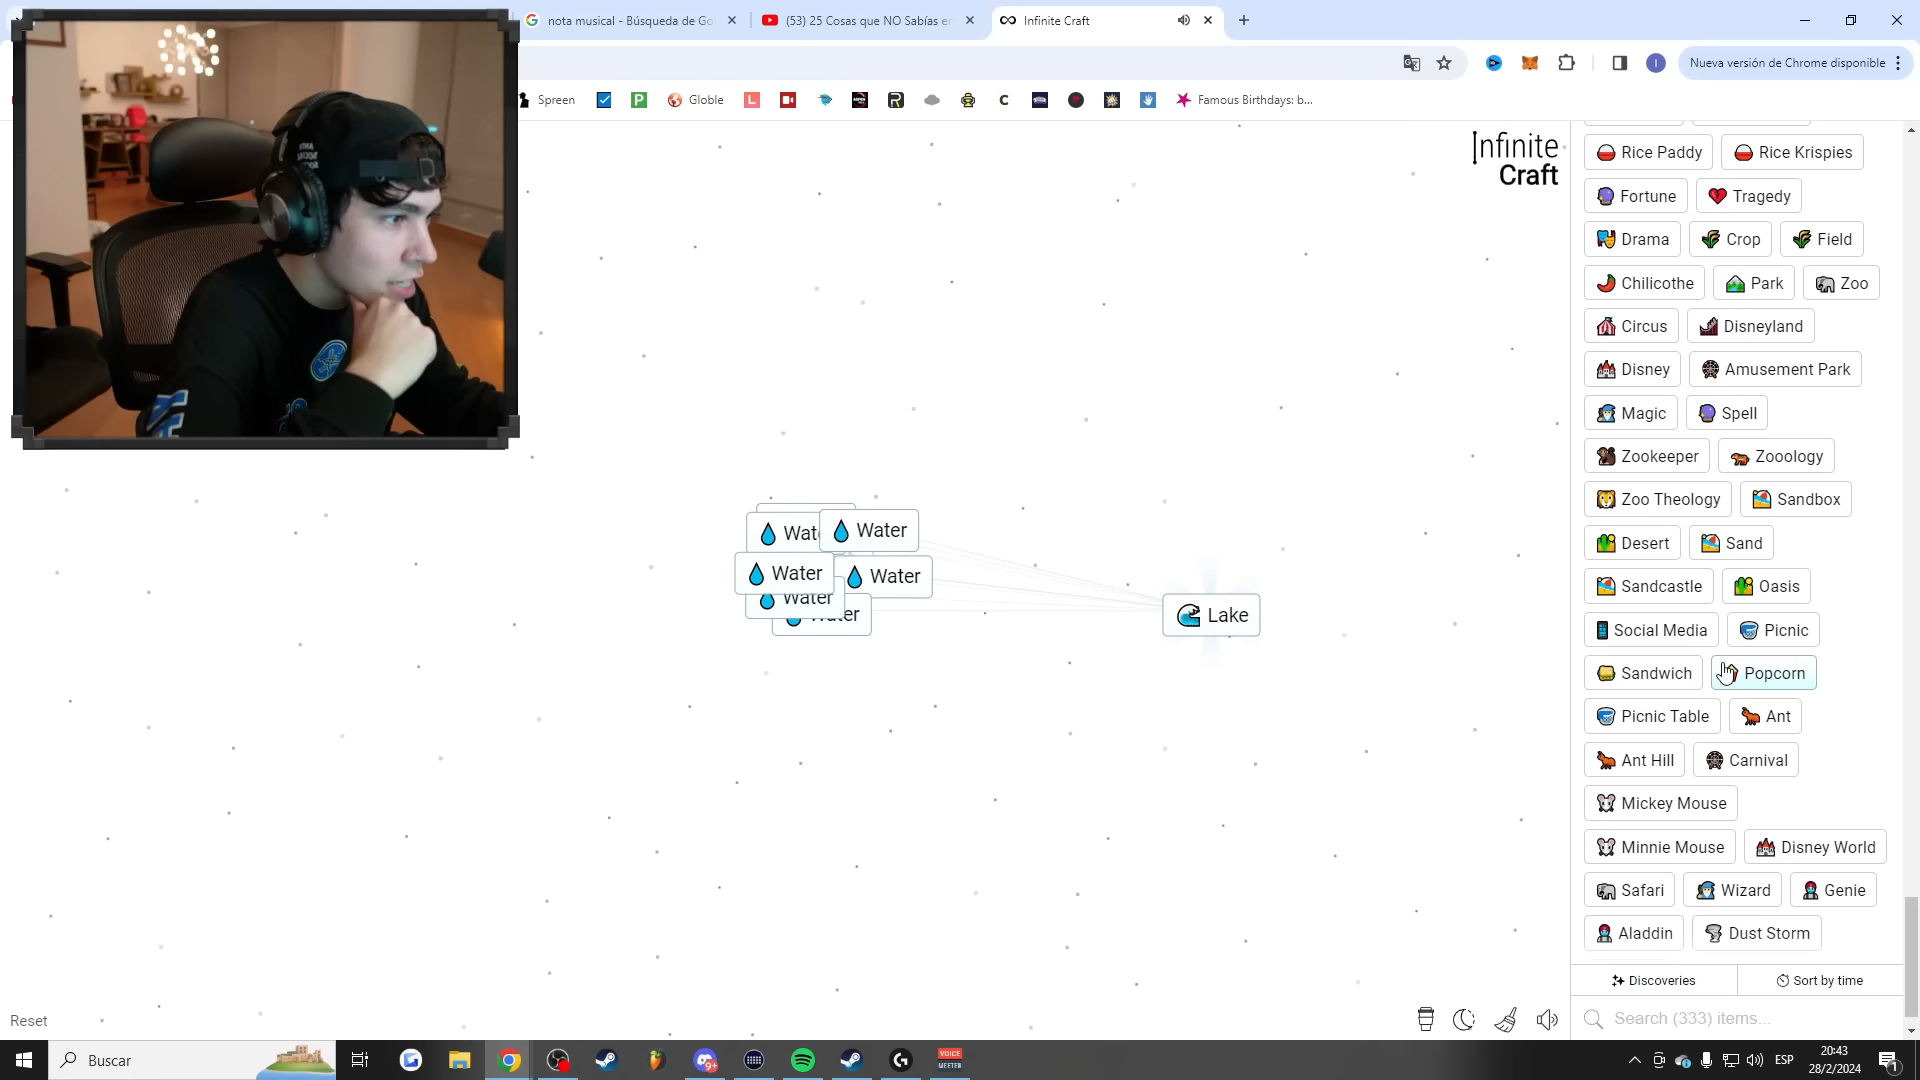 nota musical - Búsqueda de Go
(53) 25 Cosas que NO Sabías e
Infinite Craft
Nueva versión de Chrome disponible
Spreen
Globle
Famous Birthdays: b...
Infinite
Craft
Rice Paddy
Rice Krispies
Fortune
Tragedy
Drama
Crop
Field
Chilicothe
Park
Zoo
Circus
Disneyland
Disney
Amusement Park
Magic
Spell
Zookeeper
Zooology
Zoo Theology
Sandbox
Desert
Sand
Sandcastle
Oasis
Social Media
Picnic
Sandwich
Popcorn
Picnic Table
Ant
Ant Hill
Carnival
Mickey Mouse
Minnie Mouse
Disney World
Safari
Wizard
Genie
Aladdin
Dust Storm
Wat
Water
Water
Water
Water
Water
Lake
Discoveries
Sort by time
Search (333) items...
Reset
Buscar
VOICE
MEETER
ESP
20:43
28/2/2024